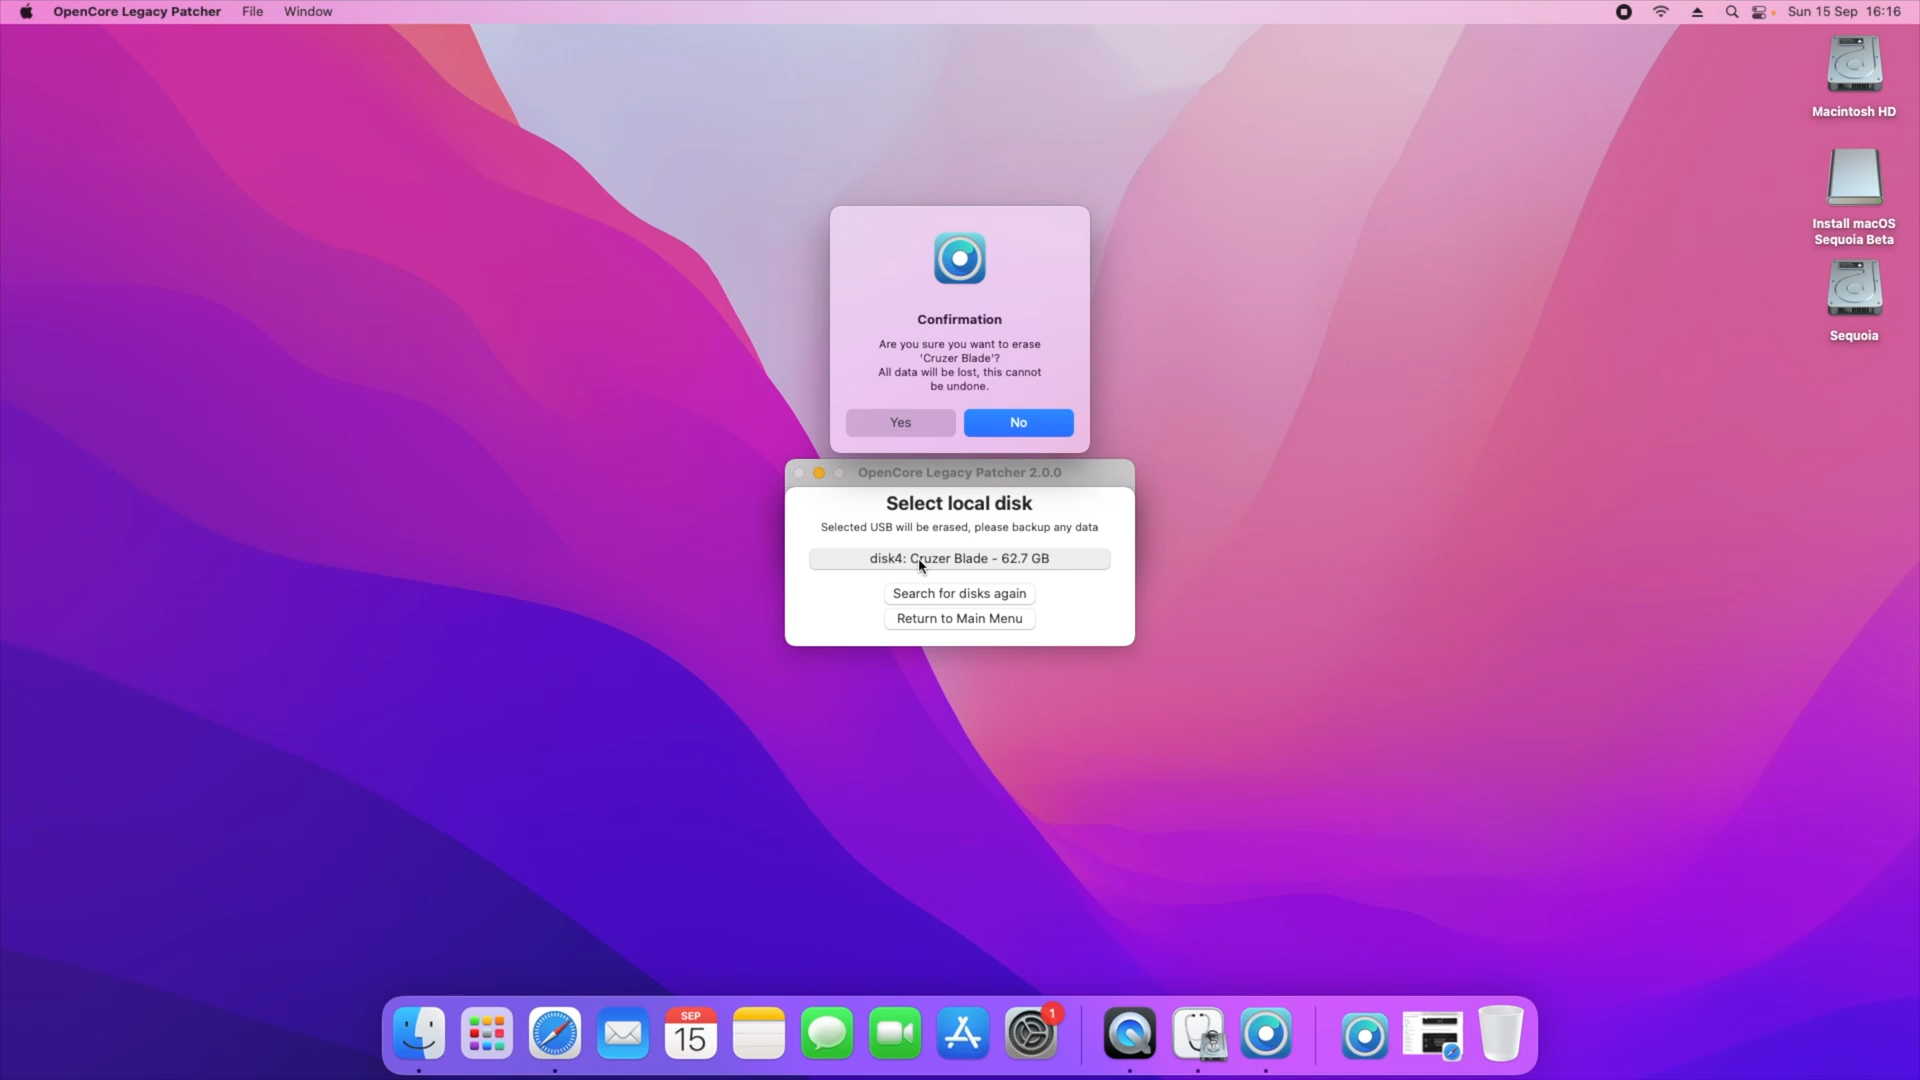 OpenCore Legacy Patcher File Window Sun 15 Sep 16:16
Macintosh HD
Install macOS
Sequoia Beta
Sequoia
Confirmation
Are you sure you want to erase
'Cruzer Blade'?
All data will be lost, this cannot
be undone.
Yes No
OpenCore Legacy Patcher 2.0.0
Select local disk
Selected USB will be erased, please backup any data
disk4: Cruzer Blade - 62.7 GB
Search for disks again
Return to Main Menu
SEP
15
1